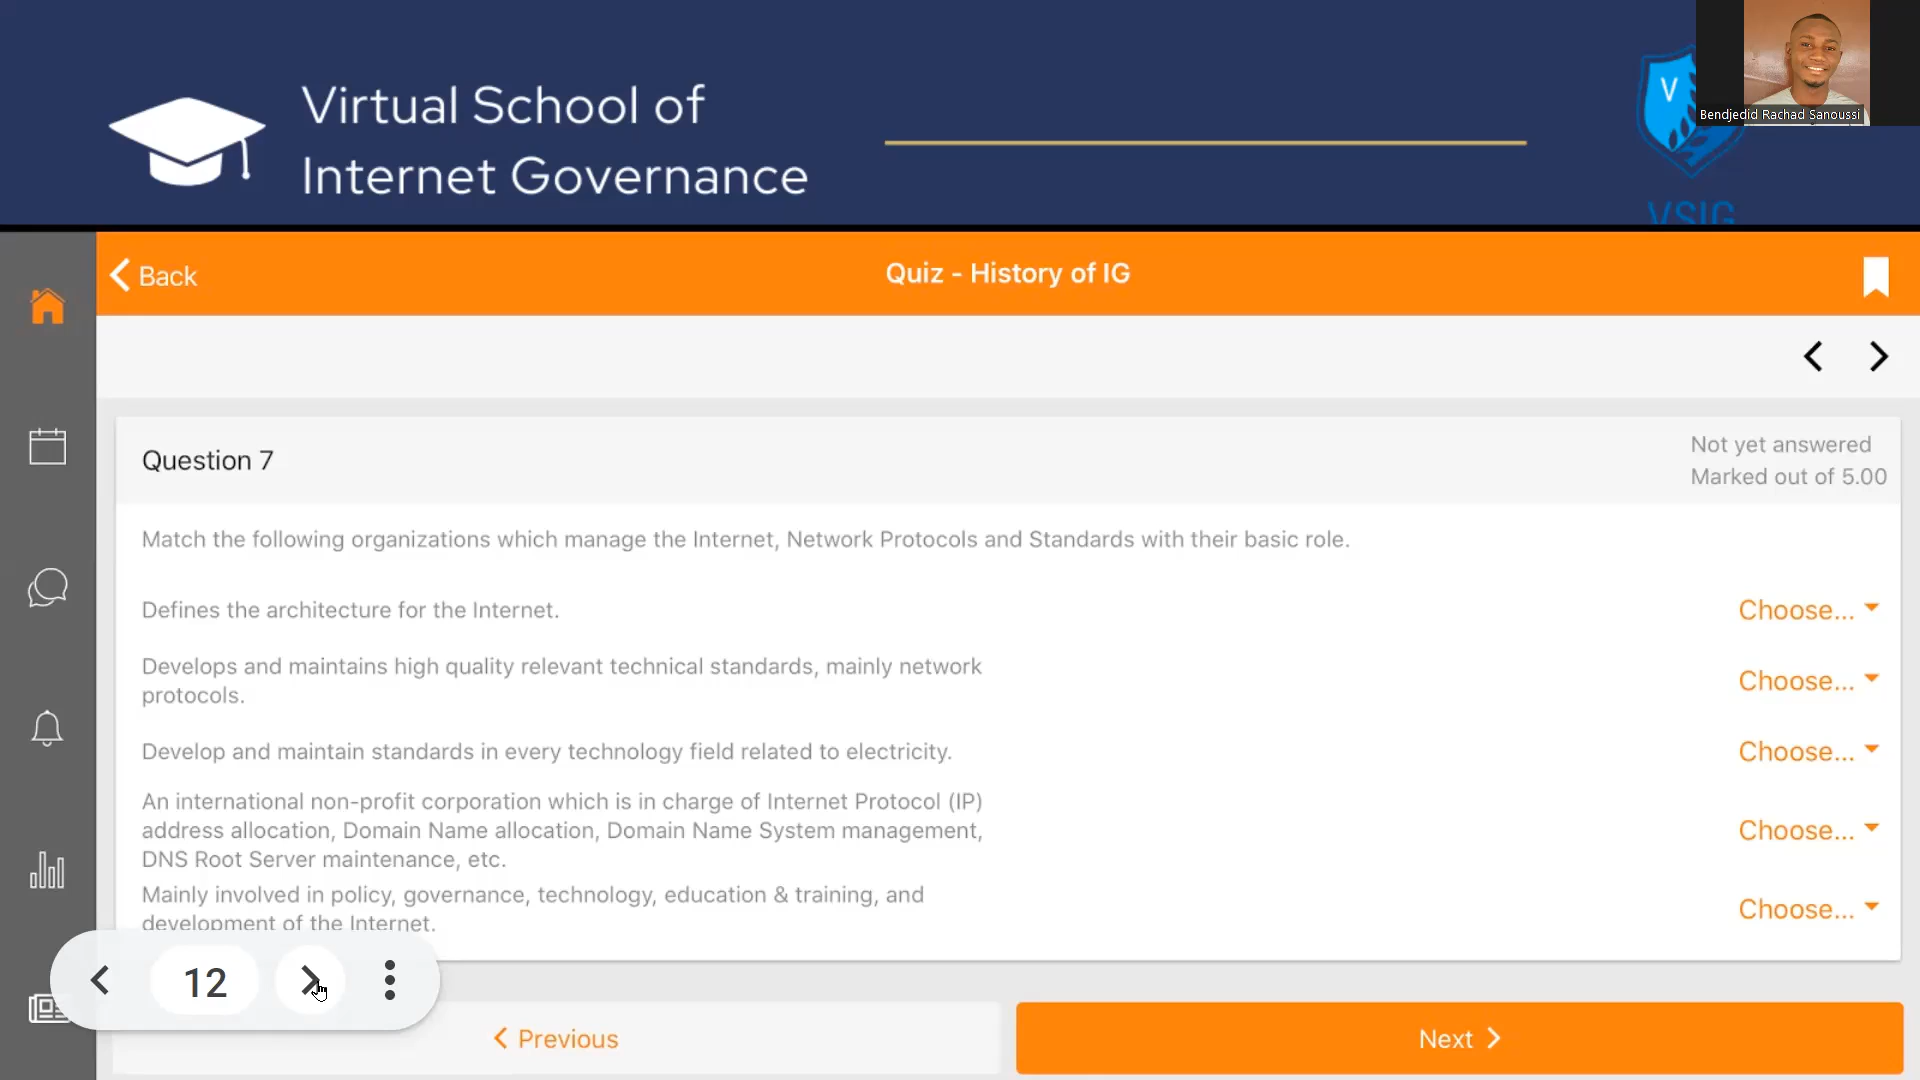 Virtual School of
Internet Governance
V
VSIG
Bendjedid Rachad Sanoussi
Back
Quiz - History of IG
Question 7
Not yet answered
Marked out of 5.00
Match the following organizations which manage the Internet, Network Protocols and Standards with their basic role.
Defines the architecture for the Internet.
Choose...
Develops and maintains high quality relevant technical standards, mainly network
protocols.
Choose...
Develop and maintain standards in every technology field related to electricity.
Choose...
An international non-profit corporation which is in charge of Internet Protocol (IP)
address allocation, Domain Name allocation, Domain Name System management,
DNS Root Server maintenance, etc.
Choose...
Mainly involved in policy, governance, technology, education & training, and
development of the Internet.
Choose...
12
Previous
Next